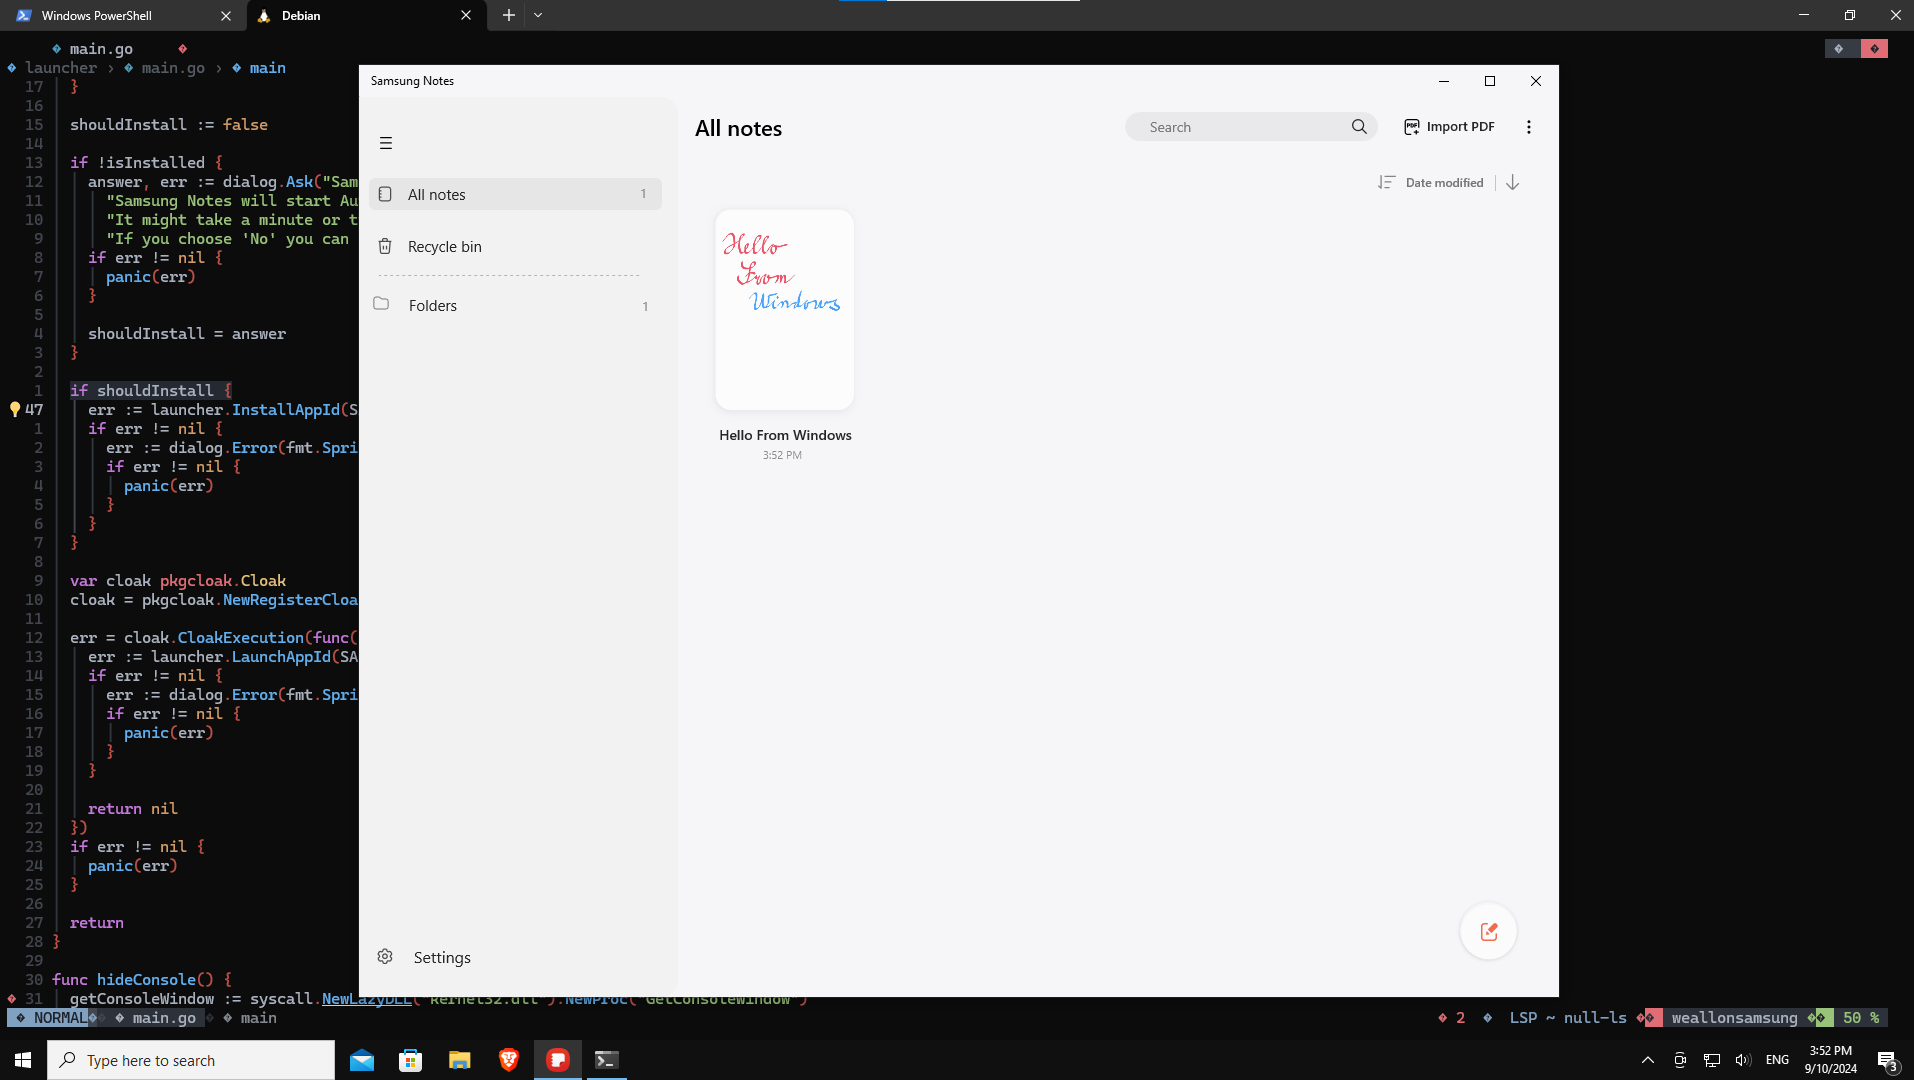 Windows PowerShell
Debian
main.go
launcher › main.go › main
17 }
16
15 shouldInstall := false
14
13 if !isInstalled {
12 answer, err := dialog.Ask("Sam
11 "Samsung Notes will start Au
10 "It might take a minute or t
9 "If you choose 'No' you can
8 if err != nil {
7 panic(err)
6 }
5
4 shouldInstall = answer
3 }
2
1 if shouldInstall {
47 err := launcher.InstallAppId(S
1 if err != nil {
2 err := dialog.Error(fmt.Spri
3 if err != nil {
4 panic(err)
5 }
6 }
7 }
8
9 var cloak pkgcloak.Cloak
10 cloak = pkgcloak.NewRegisterCloa
11
12 err = cloak.CloakExecution(func(
13 err := launcher.LaunchAppId(SA
14 if err != nil {
15 err := dialog.Error(fmt.Spri
16 if err != nil {
17 panic(err)
18 }
19 }
20
21 return nil
22 })
23 if err != nil {
24 panic(err)
25 }
26
27 return
28 }
29
30 func hideConsole() {
31 getConsoleWindow := syscall.NewLazyDLL("kernel32.dll").NewProc("GetConsoleWindow")
NORMAL main.go main
2 LSP ~ null-ls weallonsamsung 50 %
Samsung Notes
All notes 1
Recycle bin
Folders 1
Settings
All notes
Search
Import PDF
Date modified
Hello
From
Windows
Hello From Windows
3:52 PM
Type here to search
ENG
3:52 PM
9/10/2024
3